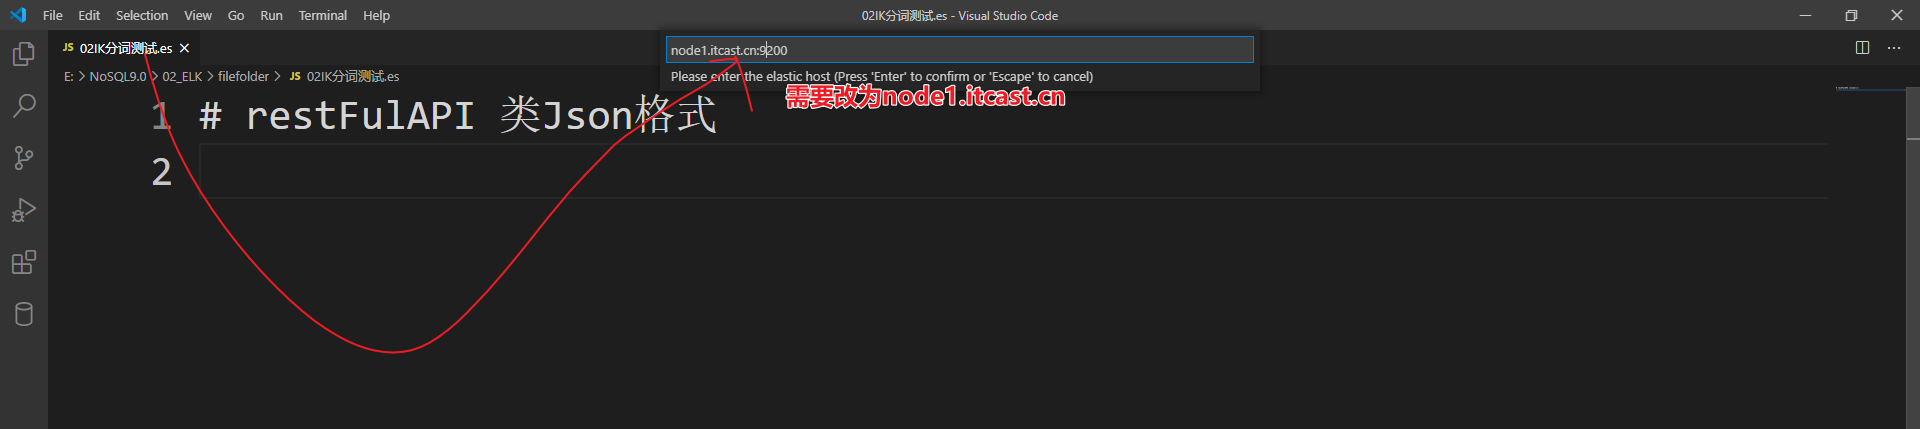 File Edit Selection View Go Run Terminal Help
02IK分词测试.es - Visual Studio Code
JS 02IK分词测试.es
node1.itcast.cn:9200
E: > NoSQL9.0 > 02_ELK > filefolder > JS 02IK分词测试.es
Please enter the elastic host (Press 'Enter' to confirm or 'Escape' to cancel)
需要改为node1.itcast.cn
1 # restFulAPI 类Json格式
2